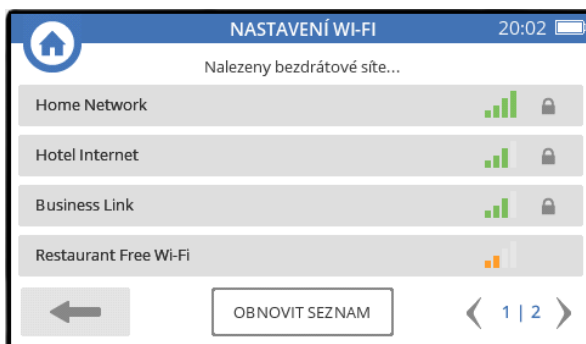 NASTAVENÍ WI-FI 20:02
Nalezeny bezdrátové síte...
Home Network
Hotel Internet
Business Link
Restaurant Free Wi-Fi
OBNOVIT SEZNAM 1 | 2